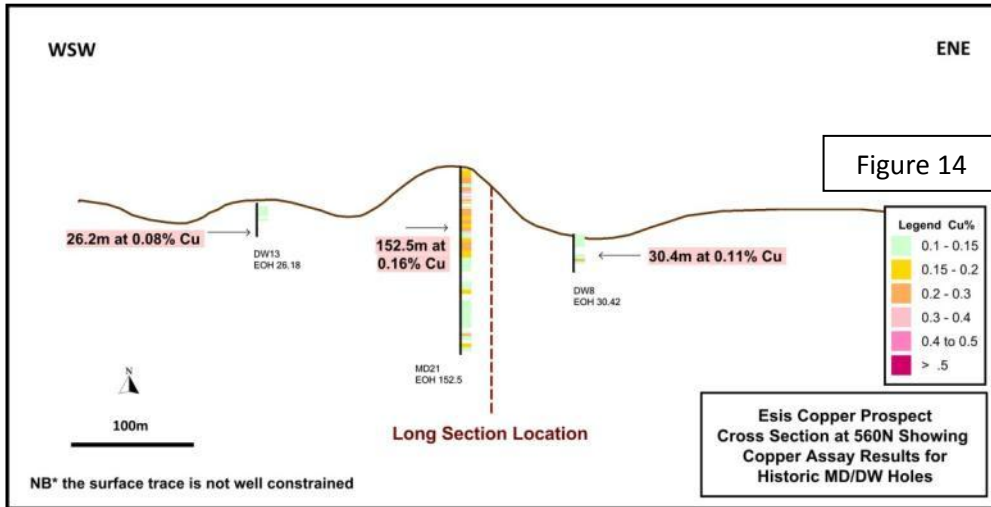 WSW
ENE
Figure 14
26.2m at 0.08% Cu
DW13
EOH 26.18
152.5m at
0.16% Cu
MD21
EOH 152.5
30.4m at 0.11% Cu
DW8
EOH 30.42
Legend Cu%
0.1 - 0.15
0.15 - 0.2
0.2 - 0.3
0.3 - 0.4
0.4 to 0.5
> .5
N
100m
Long Section Location
NB* the surface trace is not well constrained
Esis Copper Prospect
Cross Section at 560N Showing
Copper Assay Results for
Historic MD/DW Holes